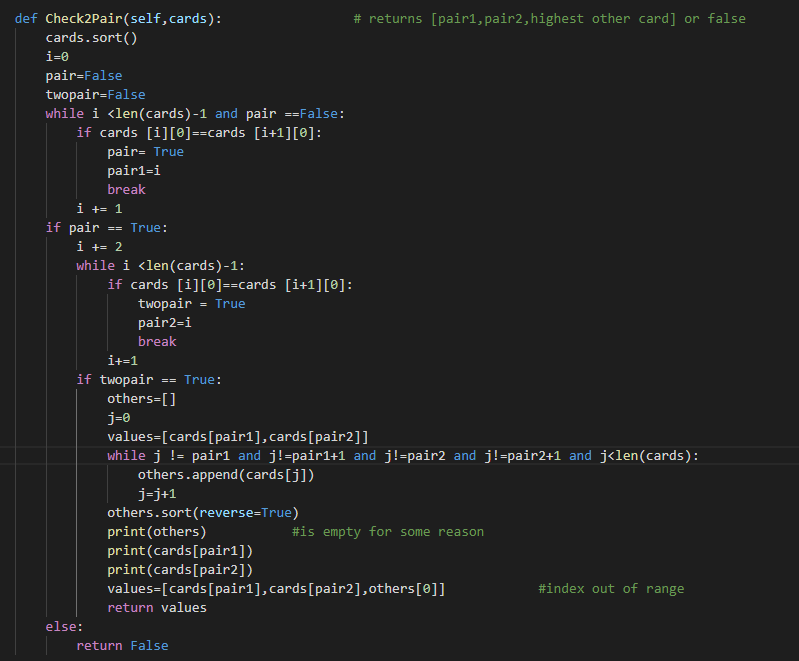 def Check2Pair(self,cards):                 # returns [pair1,pair2,highest other card] or false
    cards.sort()
    i=0
    pair=False
    twopair=False
    while i <len(cards)-1 and pair ==False:
        if cards [i][0]==cards [i+1][0]:
            pair= True
            pair1=i
            break
        i += 1
    if pair == True:
        i += 2
        while i <len(cards)-1:
            if cards [i][0]==cards [i+1][0]:
                twopair = True
                pair2=i
                break
            i+=1
        if twopair == True:
            others=[]
            j=0
            values=[cards[pair1],cards[pair2]]
            while j != pair1 and j!=pair1+1 and j!=pair2 and j!=pair2+1 and j<len(cards):
                others.append(cards[j])
                j=j+1
            others.sort(reverse=True)
            print(others)           #is empty for some reason
            print(cards[pair1])
            print(cards[pair2])
            values=[cards[pair1],cards[pair2],others[0]]            #index out of range
            return values
    else:
        return False